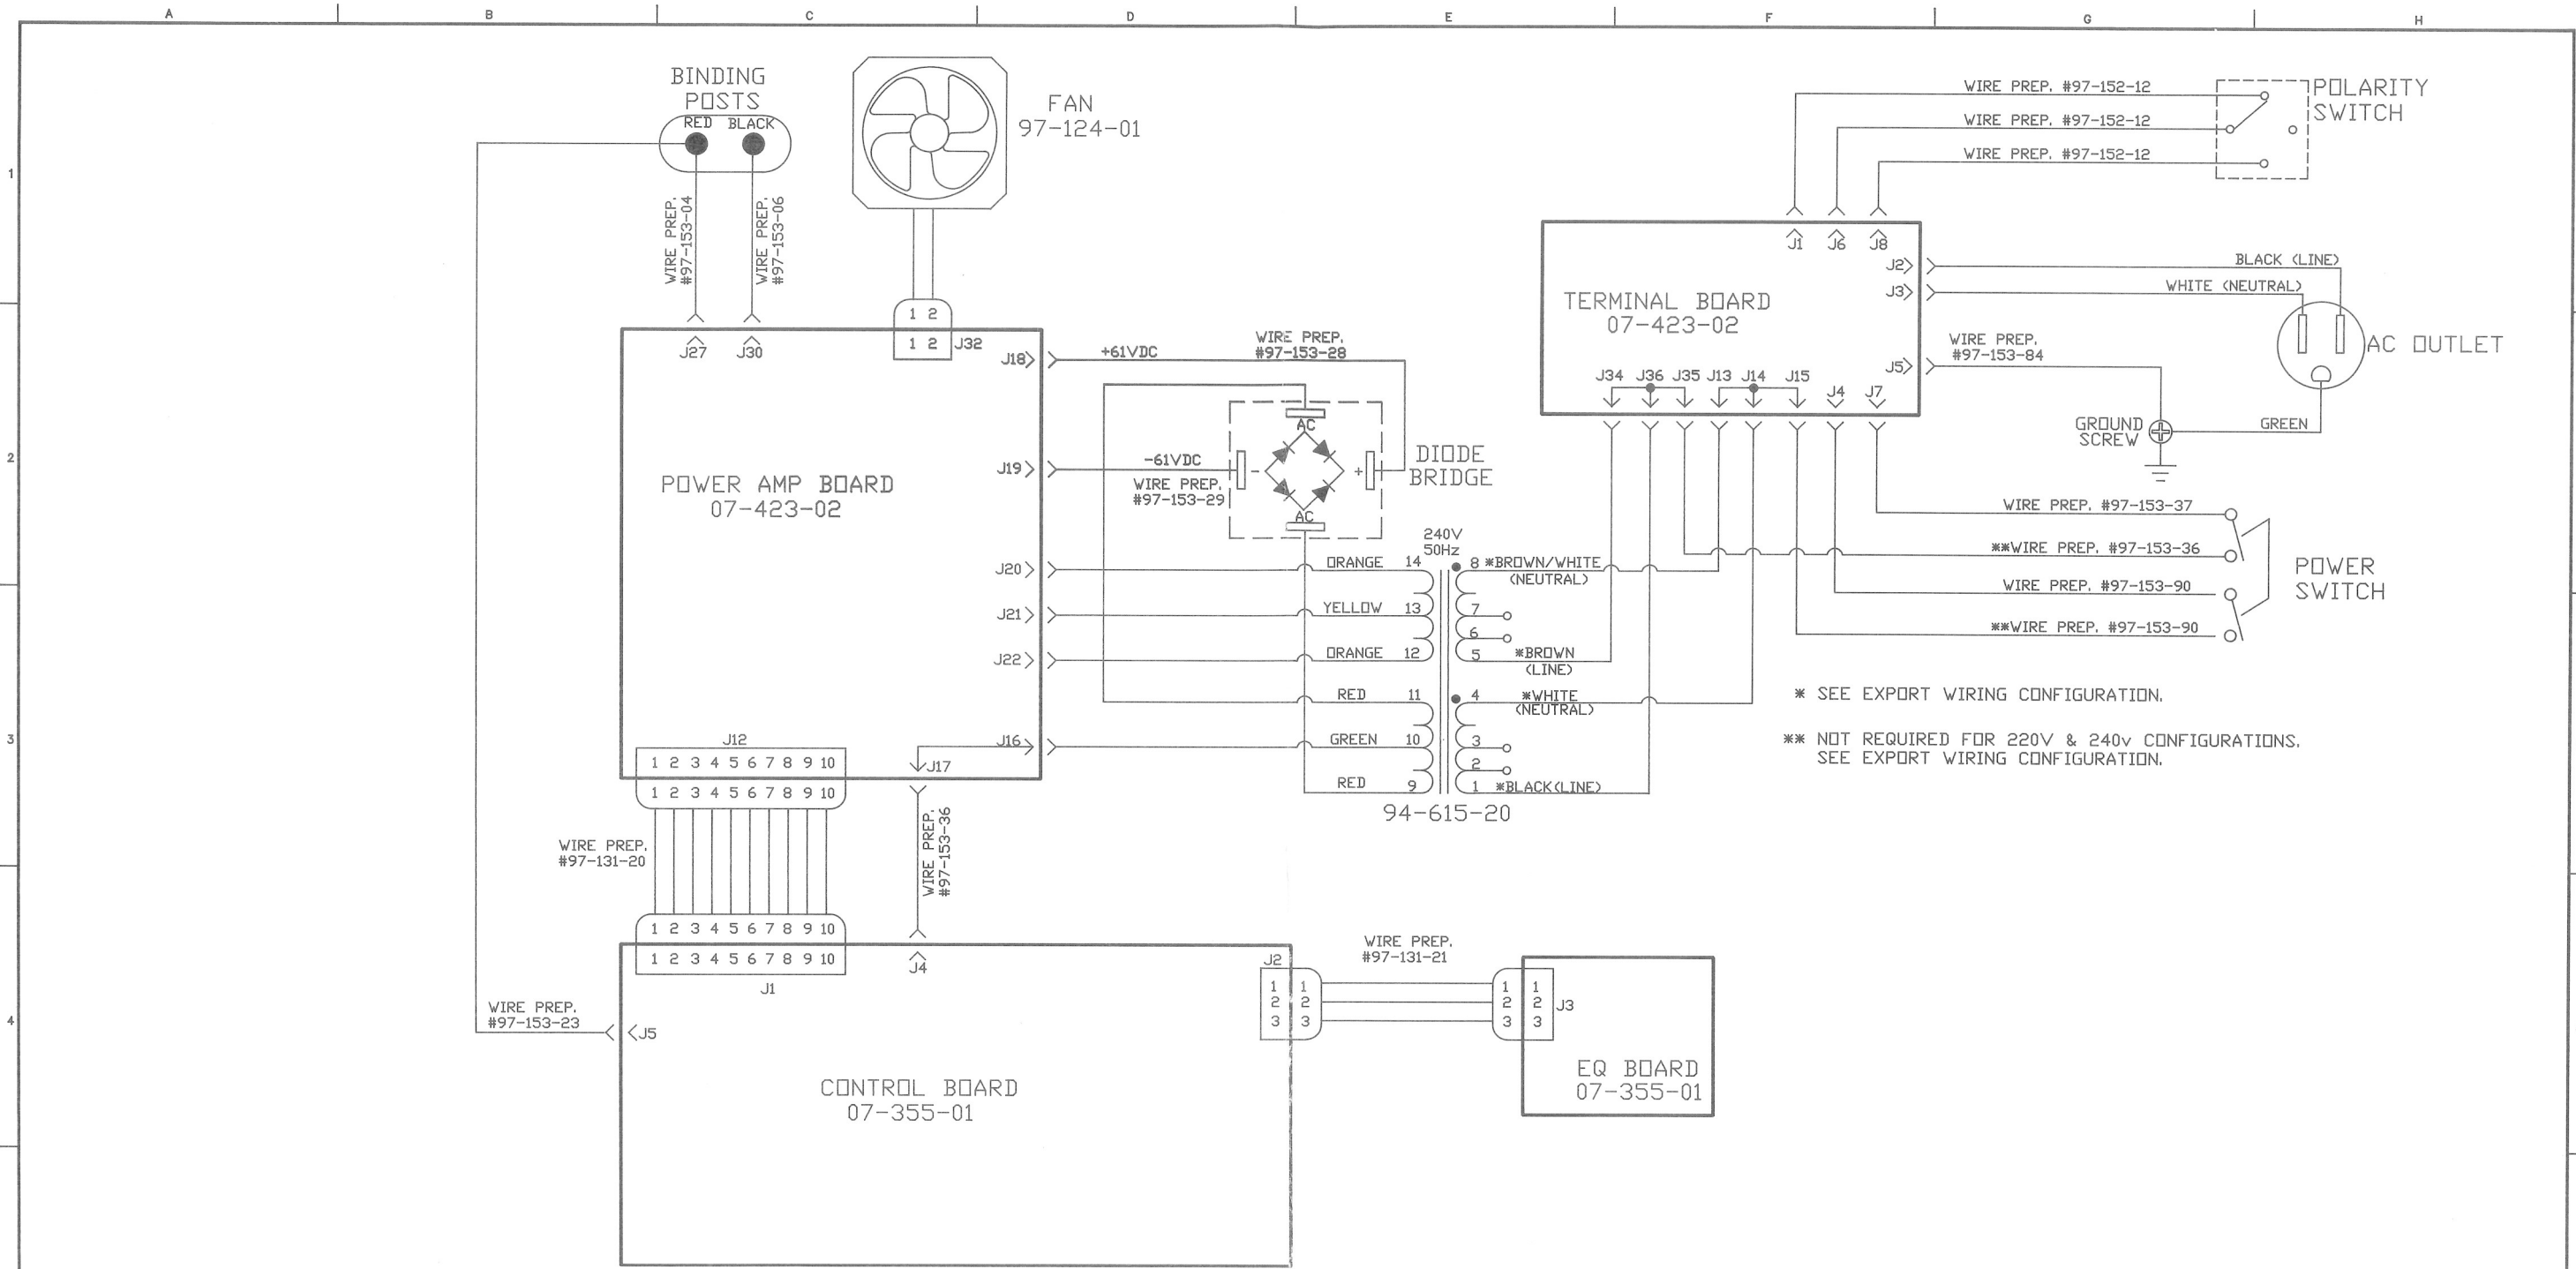 A B C D E F G H
1
2
3
4
BINDING
POSTS
RED BLACK
WIRE PREP.
#97-153-04
WIRE PREP.
#97-153-06
FAN
97-124-01
1 2
1 2 J32
J27 J30
J18
J19
J20
J21
J22
J16
J17
POWER AMP BOARD
07-423-02
J12
1 2 3 4 5 6 7 8 9 10
1 2 3 4 5 6 7 8 9 10
WIRE PREP.
#97-131-20
WIRE PREP.
#97-153-36
1 2 3 4 5 6 7 8 9 10
1 2 3 4 5 6 7 8 9 10
J1
J4
WIRE PREP.
#97-153-23
J5
CONTROL BOARD
07-355-01
J2
1 1
2 2
3 3
WIRE PREP.
#97-131-21
1 1
2 2
3 3
J3
EQ BOARD
07-355-01
+61VDC
WIRE PREP.
#97-153-28
-61VDC
WIRE PREP.
#97-153-29
AC
- +
AC
DIODE
BRIDGE
240V
50Hz
ORANGE 14
YELLOW 13
ORANGE 12
RED 11
GREEN 10
RED 9
8 *BROWN/WHITE
(NEUTRAL)
7
6
5 *BROWN
(LINE)
4 *WHITE
(NEUTRAL)
3
2
1 *BLACK(LINE)
94-615-20
WIRE PREP. #97-152-12
WIRE PREP. #97-152-12
WIRE PREP. #97-152-12
POLARITY
SWITCH
J1 J6 J8
J2
J3
J5
TERMINAL BOARD
07-423-02
J34 J36 J35 J13 J14 J15 J4 J7
BLACK (LINE)
WHITE (NEUTRAL)
WIRE PREP.
#97-153-84
AC OUTLET
GROUND
SCREW
GREEN
WIRE PREP. #97-153-37
**WIRE PREP. #97-153-36
WIRE PREP. #97-153-90
**WIRE PREP. #97-153-90
POWER
SWITCH
* SEE EXPORT WIRING CONFIGURATION.
** NOT REQUIRED FOR 220V & 240v CONFIGURATIONS.
SEE EXPORT WIRING CONFIGURATION.